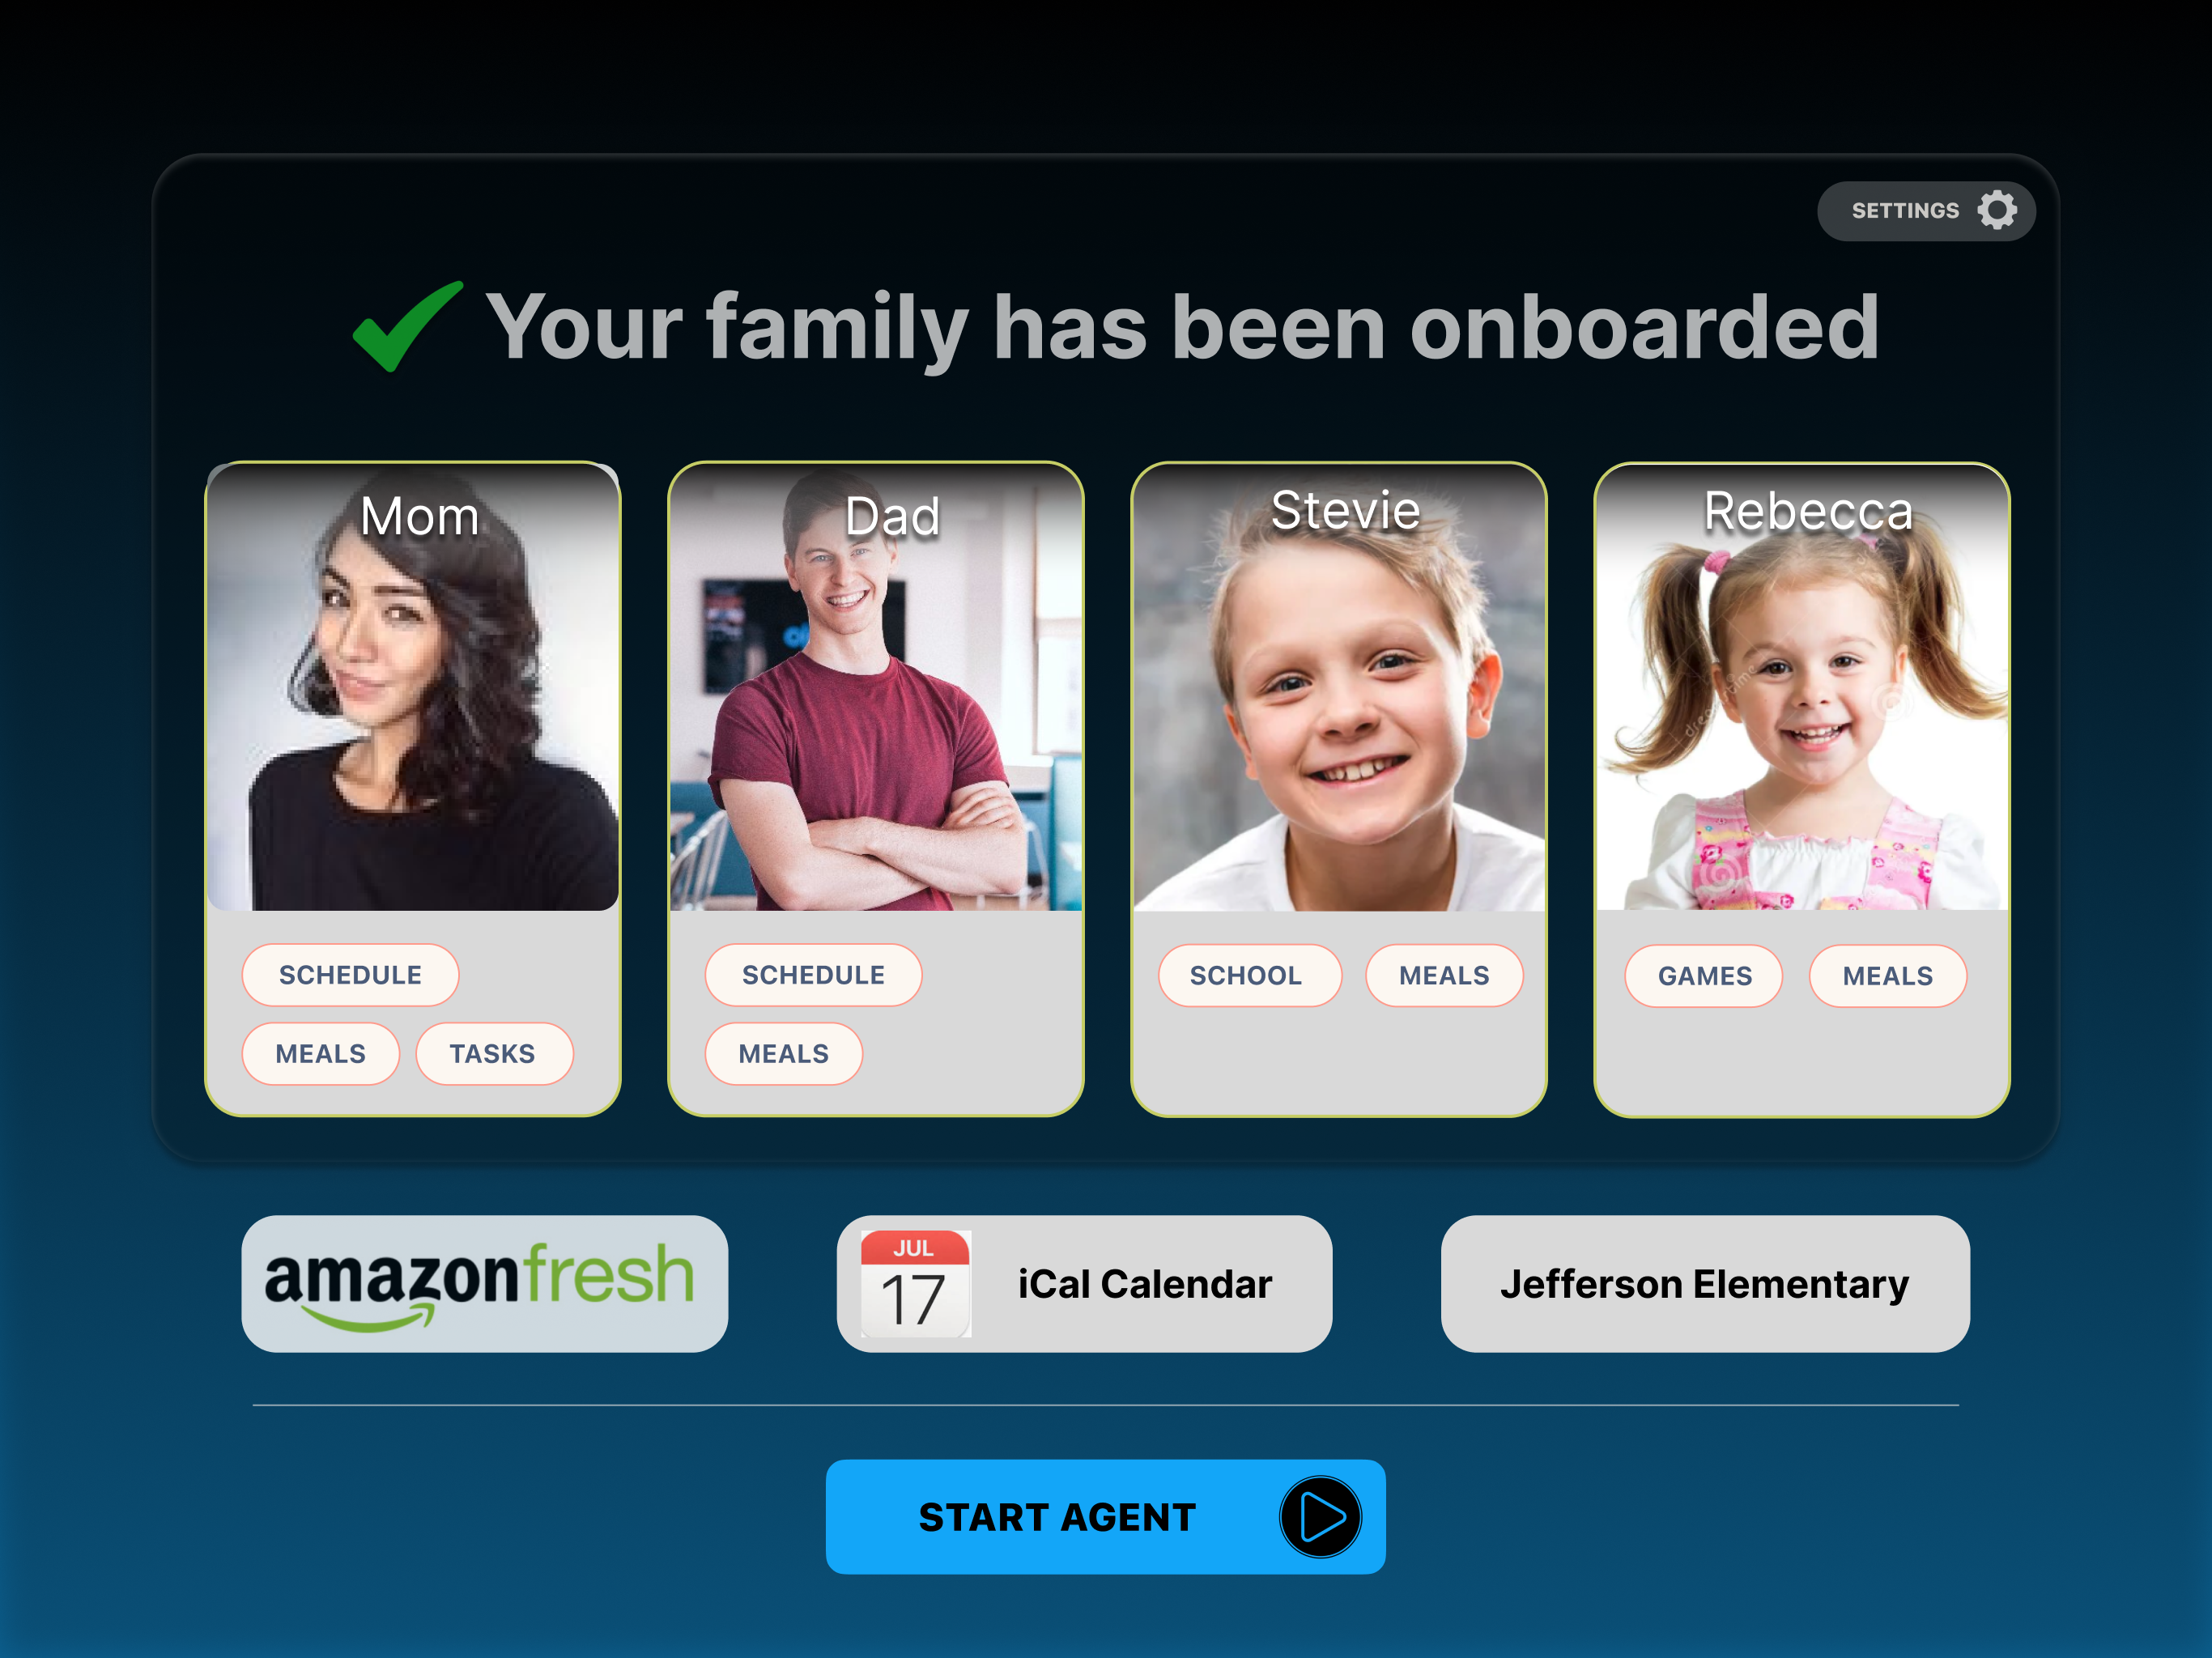 SETTINGS
Your family has been onboarded
Mom
Dad
Stevie
Rebecca
SCHEDULE
MEALS TASKS
SCHEDULE
MEALS
SCHOOL MEALS
GAMES MEALS
amazonfresh
JUL
17
iCal Calendar
Jefferson Elementary
START AGENT